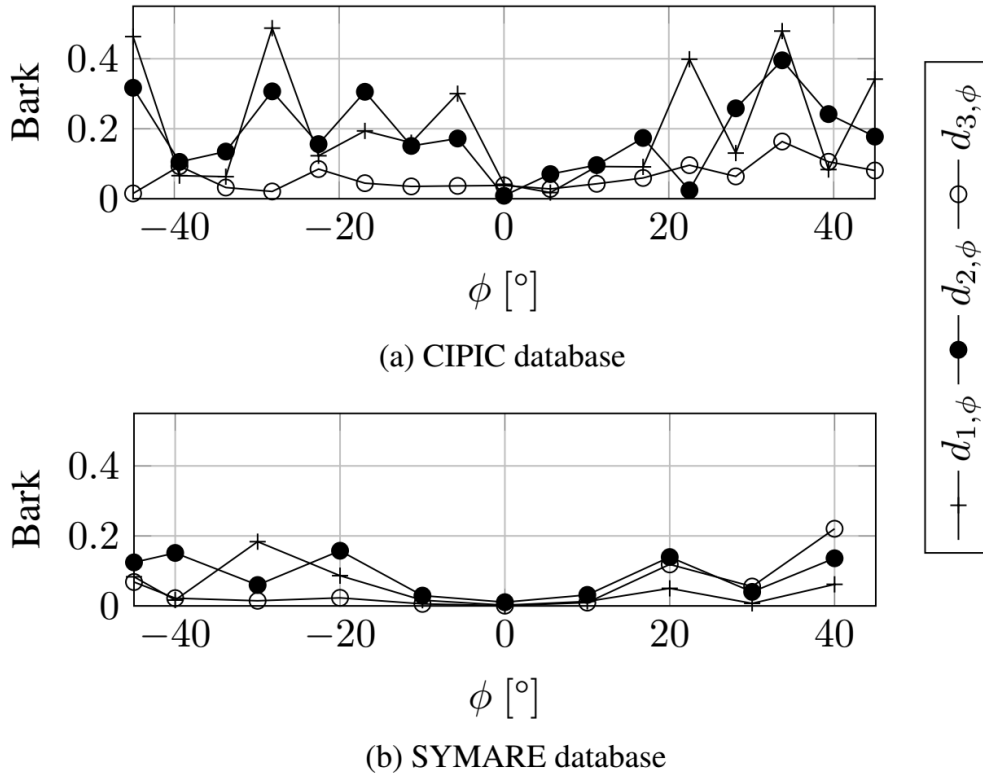 0.4
0.2
0
Bark
−40
−20
0
20
40
ϕ [°]
(a) CIPIC database
0.4
0.2
0
Bark
−40
−20
0
20
40
ϕ [°]
(b) SYMARE database
d1,ϕ
d2,ϕ
d3,ϕ